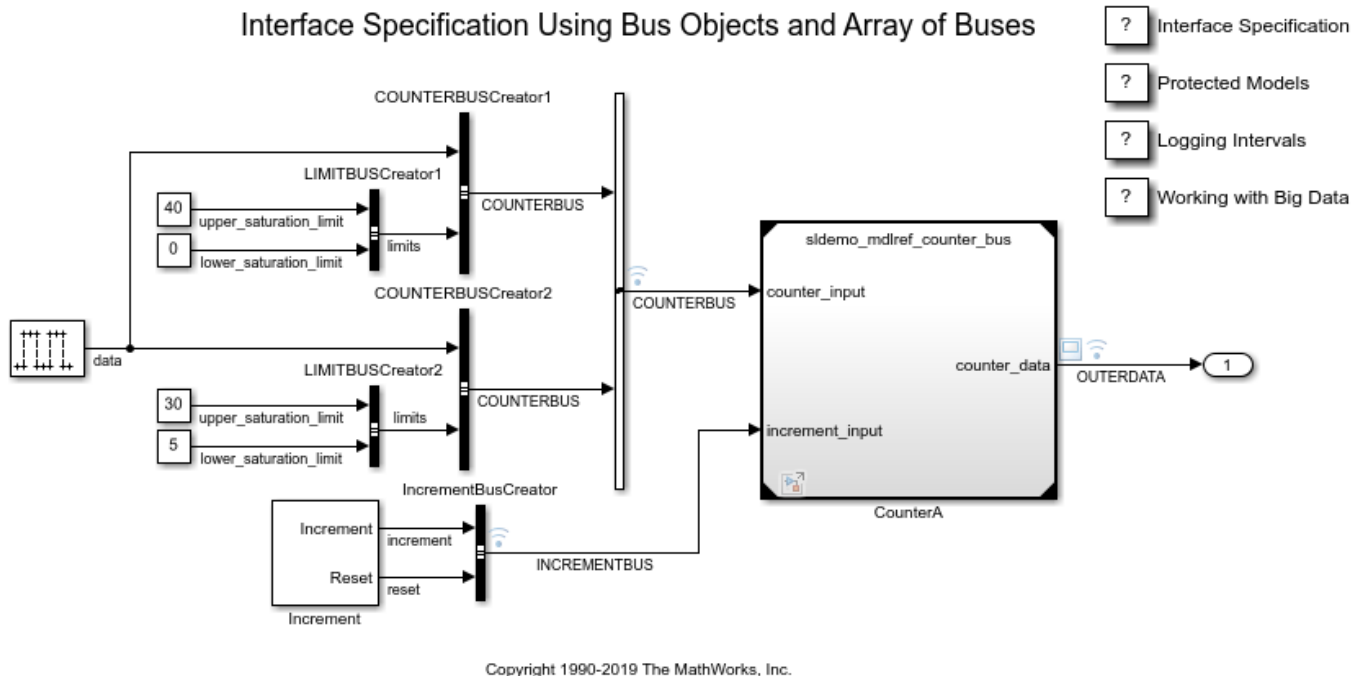 Interface Specification Using Bus Objects and Array of Buses
? Interface Specification
? Protected Models
? Logging Intervals
? Working with Big Data
COUNTERBUSCreator1
LIMITBUSCreator1
40
upper_saturation_limit
0
lower_saturation_limit
limits
COUNTERBUS
COUNTERBUSCreator2
data
LIMITBUSCreator2
30
upper_saturation_limit
5
lower_saturation_limit
limits
COUNTERBUS
COUNTERBUS
sldemo_mdlref_counter_bus
counter_input
counter_data
increment_input
CounterA
OUTERDATA
1
IncrementBusCreator
Increment
increment
Reset
reset
Increment
INCREMENTBUS
Copyright 1990-2019 The MathWorks, Inc.